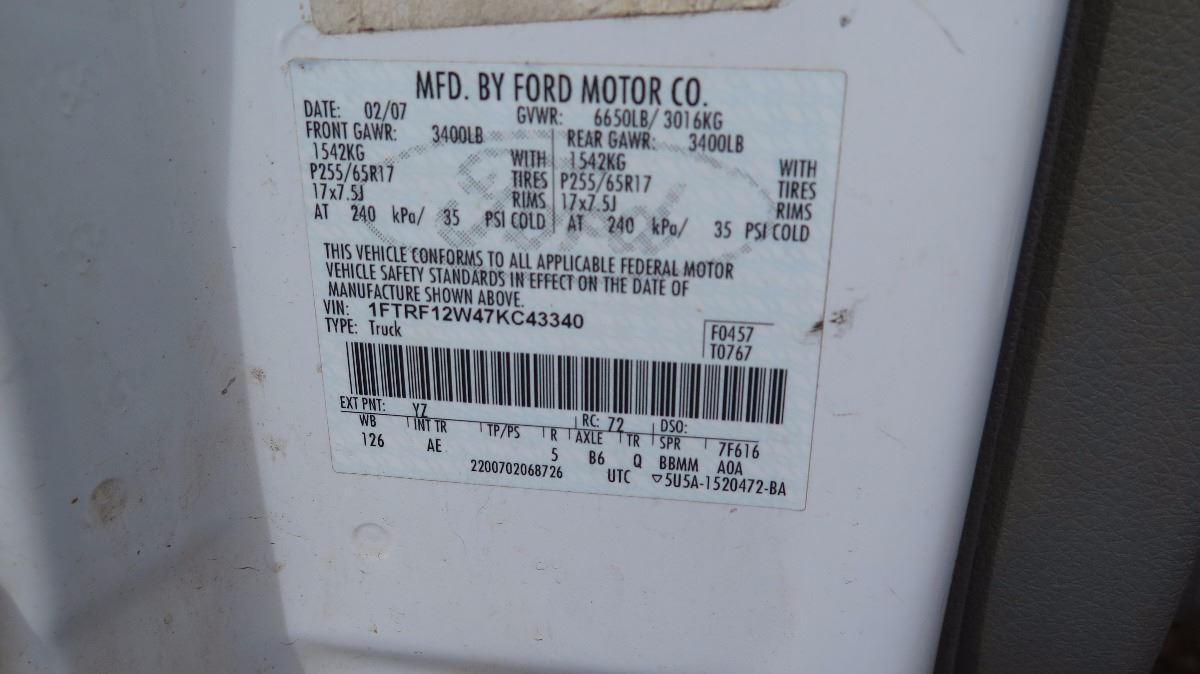 MFD. BY FORD MOTOR CO.
DATE: 02/07 GVWR: 6650LB/ 3016KG
FRONT GAWR: 3400LB REAR GAWR: 3400LB
1542KG WITH 1542KG WITH
P255/65R17 TIRES P255/65R17 TIRES
17x7.5J RIMS 17x7.5J RIMS
AT 240 kPa/ 35 PSI COLD AT 240 kPa/ 35 PSI COLD
THIS VEHICLE CONFORMS TO ALL APPLICABLE FEDERAL MOTOR
VEHICLE SAFETY STANDARDS IN EFFECT ON THE DATE OF
MANUFACTURE SHOWN ABOVE.
VIN: 1FTRF12W47KC43340
TYPE: Truck F0457
T0767
EXT PNT: YZ RC: 72 DSO:
WB INT TR TP/PS R AXLE TR SPR 7F616
126 AE 5 B6 Q BBMM AOA
2200702068726 UTC ▽5U5A-1520472-BA
Ford